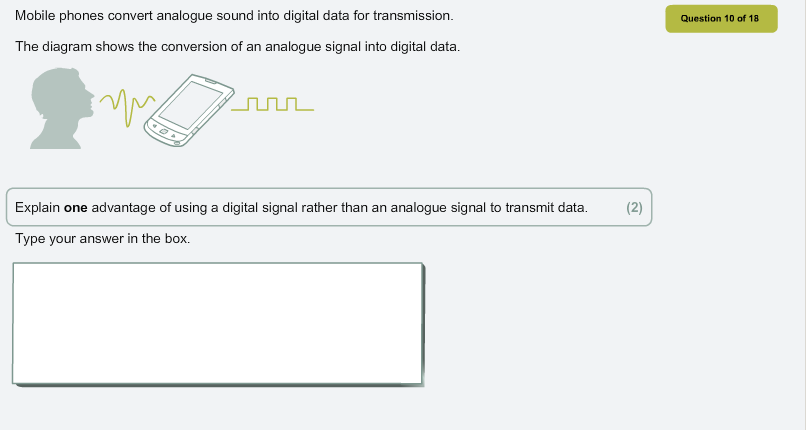 Mobile phones convert analogue sound into digital data for transmission.
Question 10 of 18
The diagram shows the conversion of an analogue signal into digital data.
Explain one advantage of using a digital signal rather than an analogue signal to transmit data. (2)
Type your answer in the box.